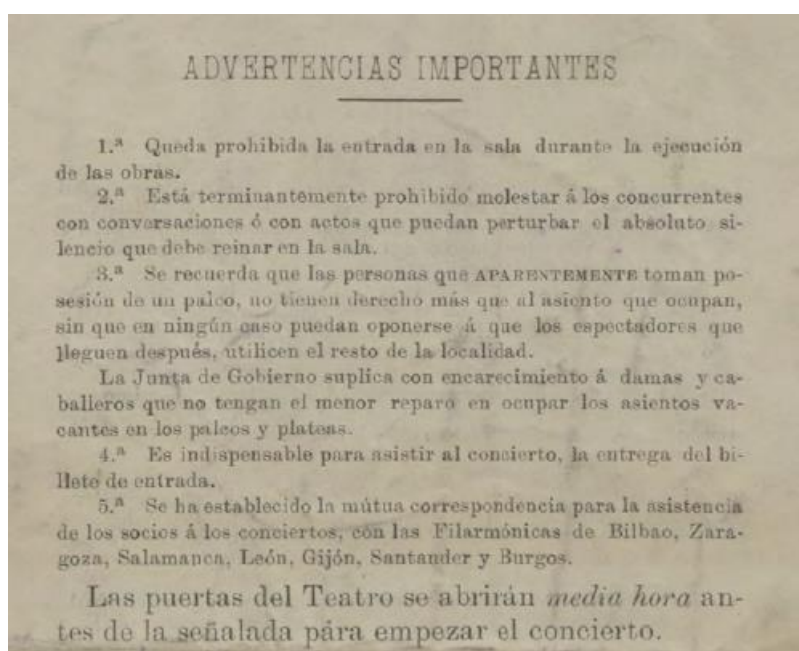 ADVERTENCIAS IMPORTANTES
1.ª Queda prohibida la entrada en la sala durante la ejecución
de las obras.
2.ª Está terminantemente prohibido molestar á los concurrentes
con conversaciones ó con actos que puedan perturbar el absoluto si-
lencio que debe reinar en la sala.
3.ª Se recuerda que las personas que APARENTEMENTE toman po-
sesión de un palco, no tienen derecho más que al asiento que ocupan,
sin que en ningún caso puedan oponerse á que los espectadores que
lleguen después, utilicen el resto de la localidad.
La Junta de Gobierno suplica con encarecimiento á damas y ca-
balleros que no tengan el menor reparo en ocupar los asientos va-
cantes en los palcos y plateas.
4.ª Es indispensable para asistir al concierto, la entrega del bi-
llete de entrada.
5.ª Se ha establecido la mútua correspondencia para la asistencia
de los socios á los conciertos, con las Filarmónicas de Bilbao, Zara-
goza, Salamanca, León, Gijón, Santander y Burgos.
Las puertas del Teatro se abrirán media hora an-
tes de la señalada pára empezar el concierto.